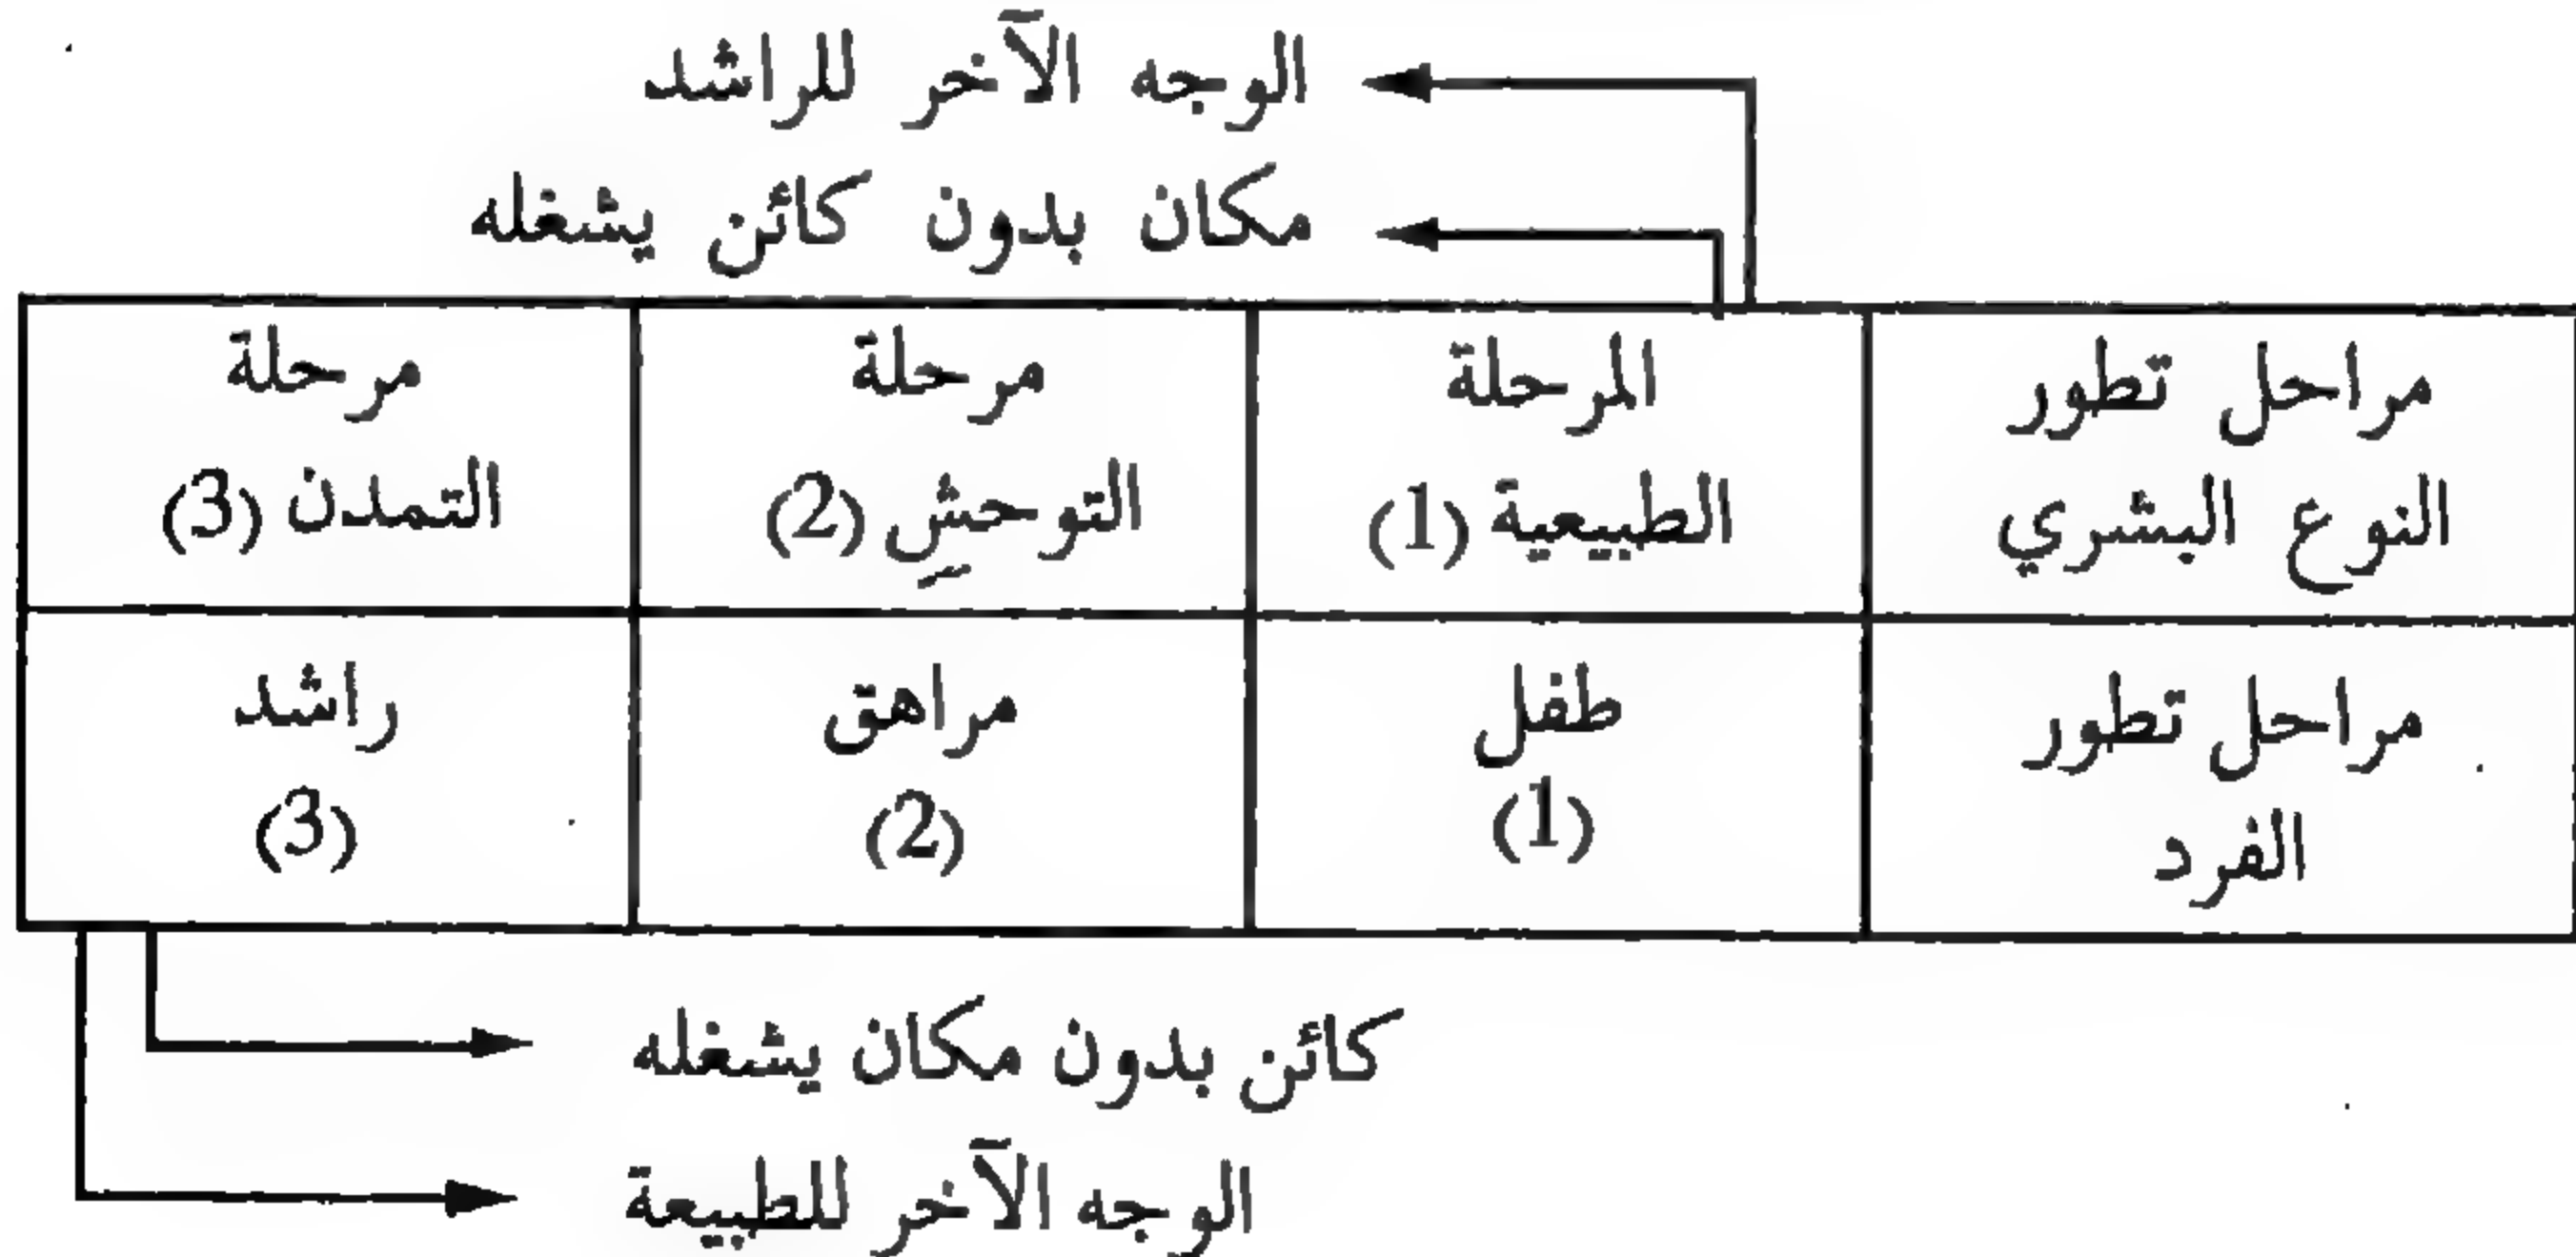 الوجه الآخر للراشد
مكان بدون كائن يشغله
مراحل تطور
النوع البشري
المرحلة
الطبيعية (1)
مرحلة
التوحشِ (2)
مرحلة
التمدن (3)
مراحل تطور
الفرد
طفل
(1)
مراهق
(2)
راشد
(3)
كائن بدون مكان يشغله
الوجه الآخر للطبيعة